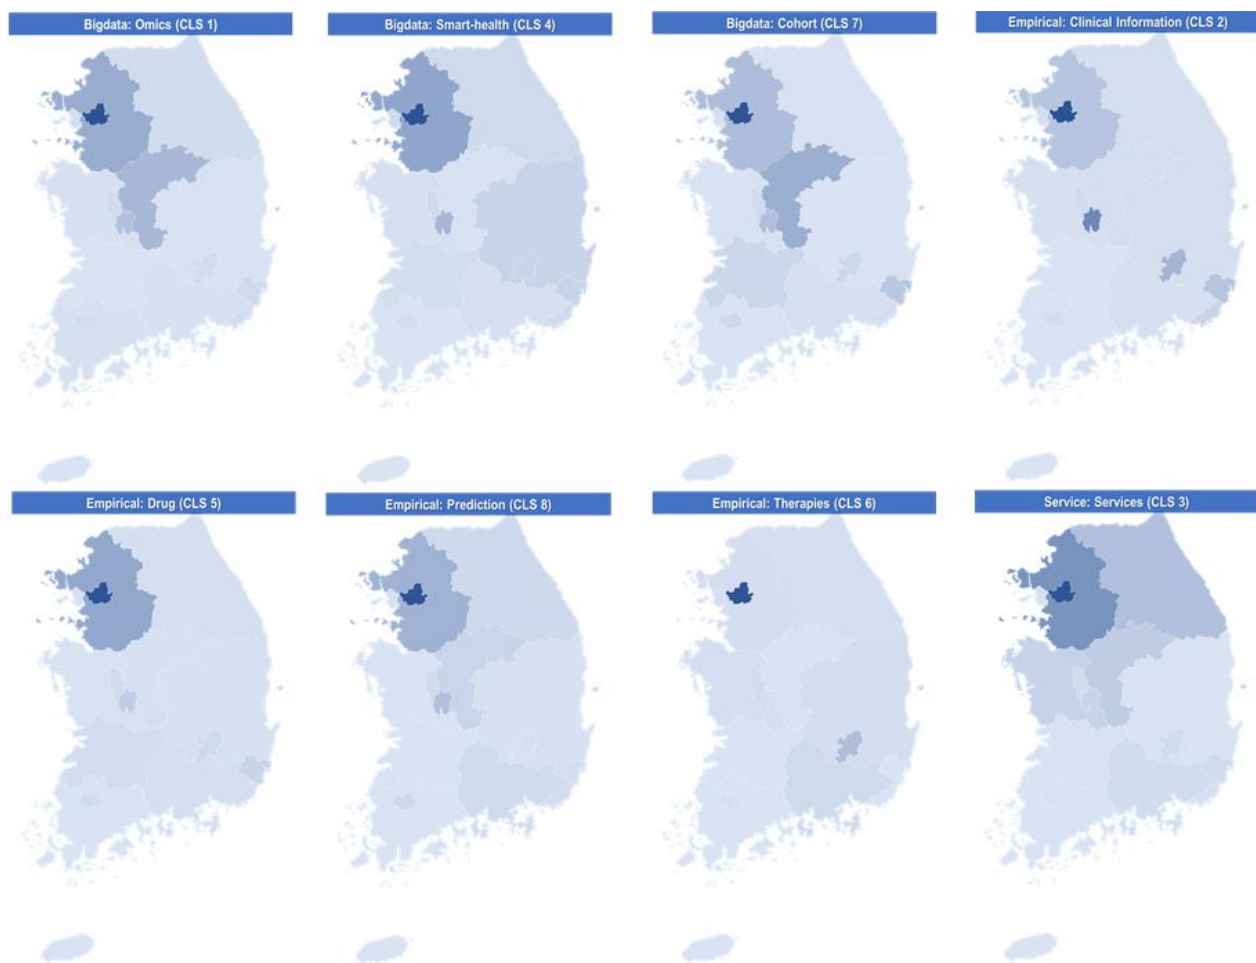 Bigdata: Omics (CLS 1)
Bigdata: Smart-health (CLS 4)
Bigdata: Cohort (CLS 7)
Empirical: Clinical Information (CLS 2)
Empirical: Drug (CLS 5)
Empirical: Prediction (CLS 8)
Empirical: Therapies (CLS 6)
Service: Services (CLS 3)